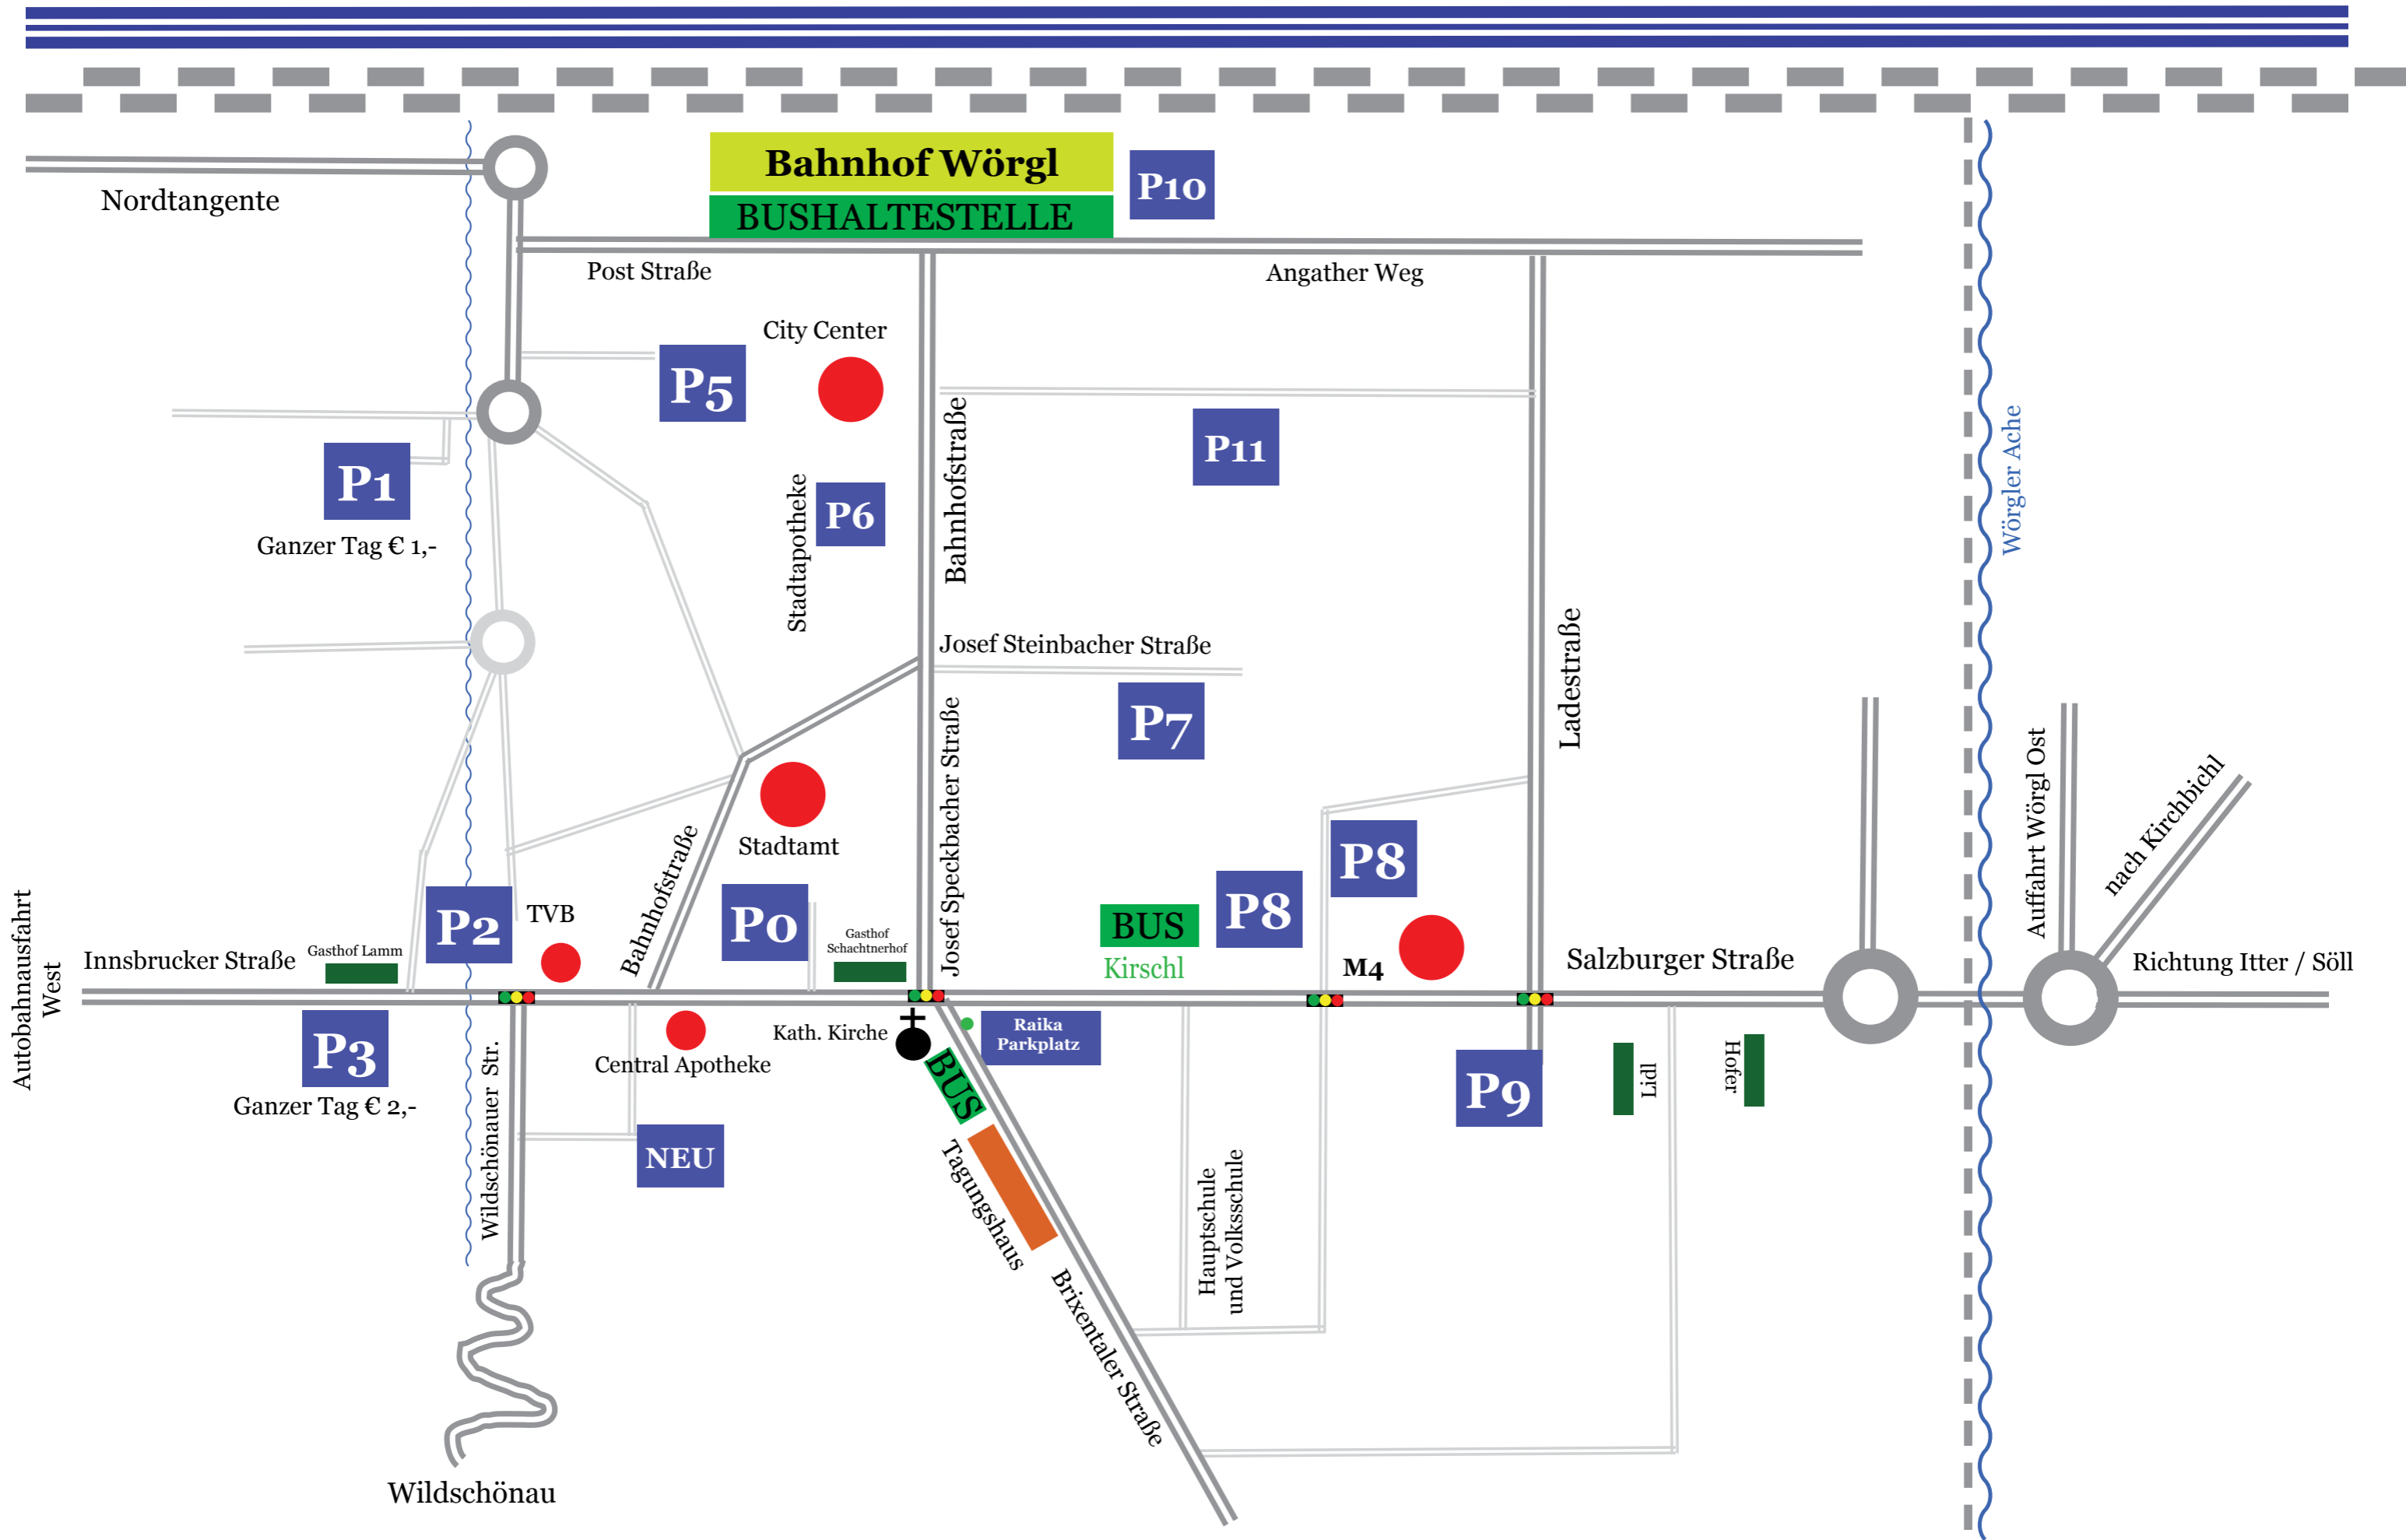 Bahnhof Wörgl
P10
Nordtangente
BUSHALTESTELLE
Post Straße
Angather Weg
City Center
P5
P11
P1
Bahnhofstraße
Wörgler Ache
Stadtapotheke
P6
Ganzer Tag € 1,-
Josef Steinbacher Straße
Ladestraße
P7
Josef Speckbacher Straße
Stadtamt
P8
Auffahrt Wörgl Ost
nach Kirchbichl
Bahnhofstraße
P2
TVB
P0
BUS
P8
Autobahnausfahrt
West
Innsbrucker Straße
Gasthof Lamm
Gasthof
Schachtnerhof
Kirschl
M4
Salzburger Straße
Richtung Itter / Söll
P3
Ganzer Tag € 2,-
Wildschönauer Str.
Central Apotheke
Kath. Kirche
Raika
Parkplatz
BUS
P9
Lidl
Hofer
NEU
Tagungshaus
Hauptschule
und Volksschule
Brixentaler Straße
Wildschönau